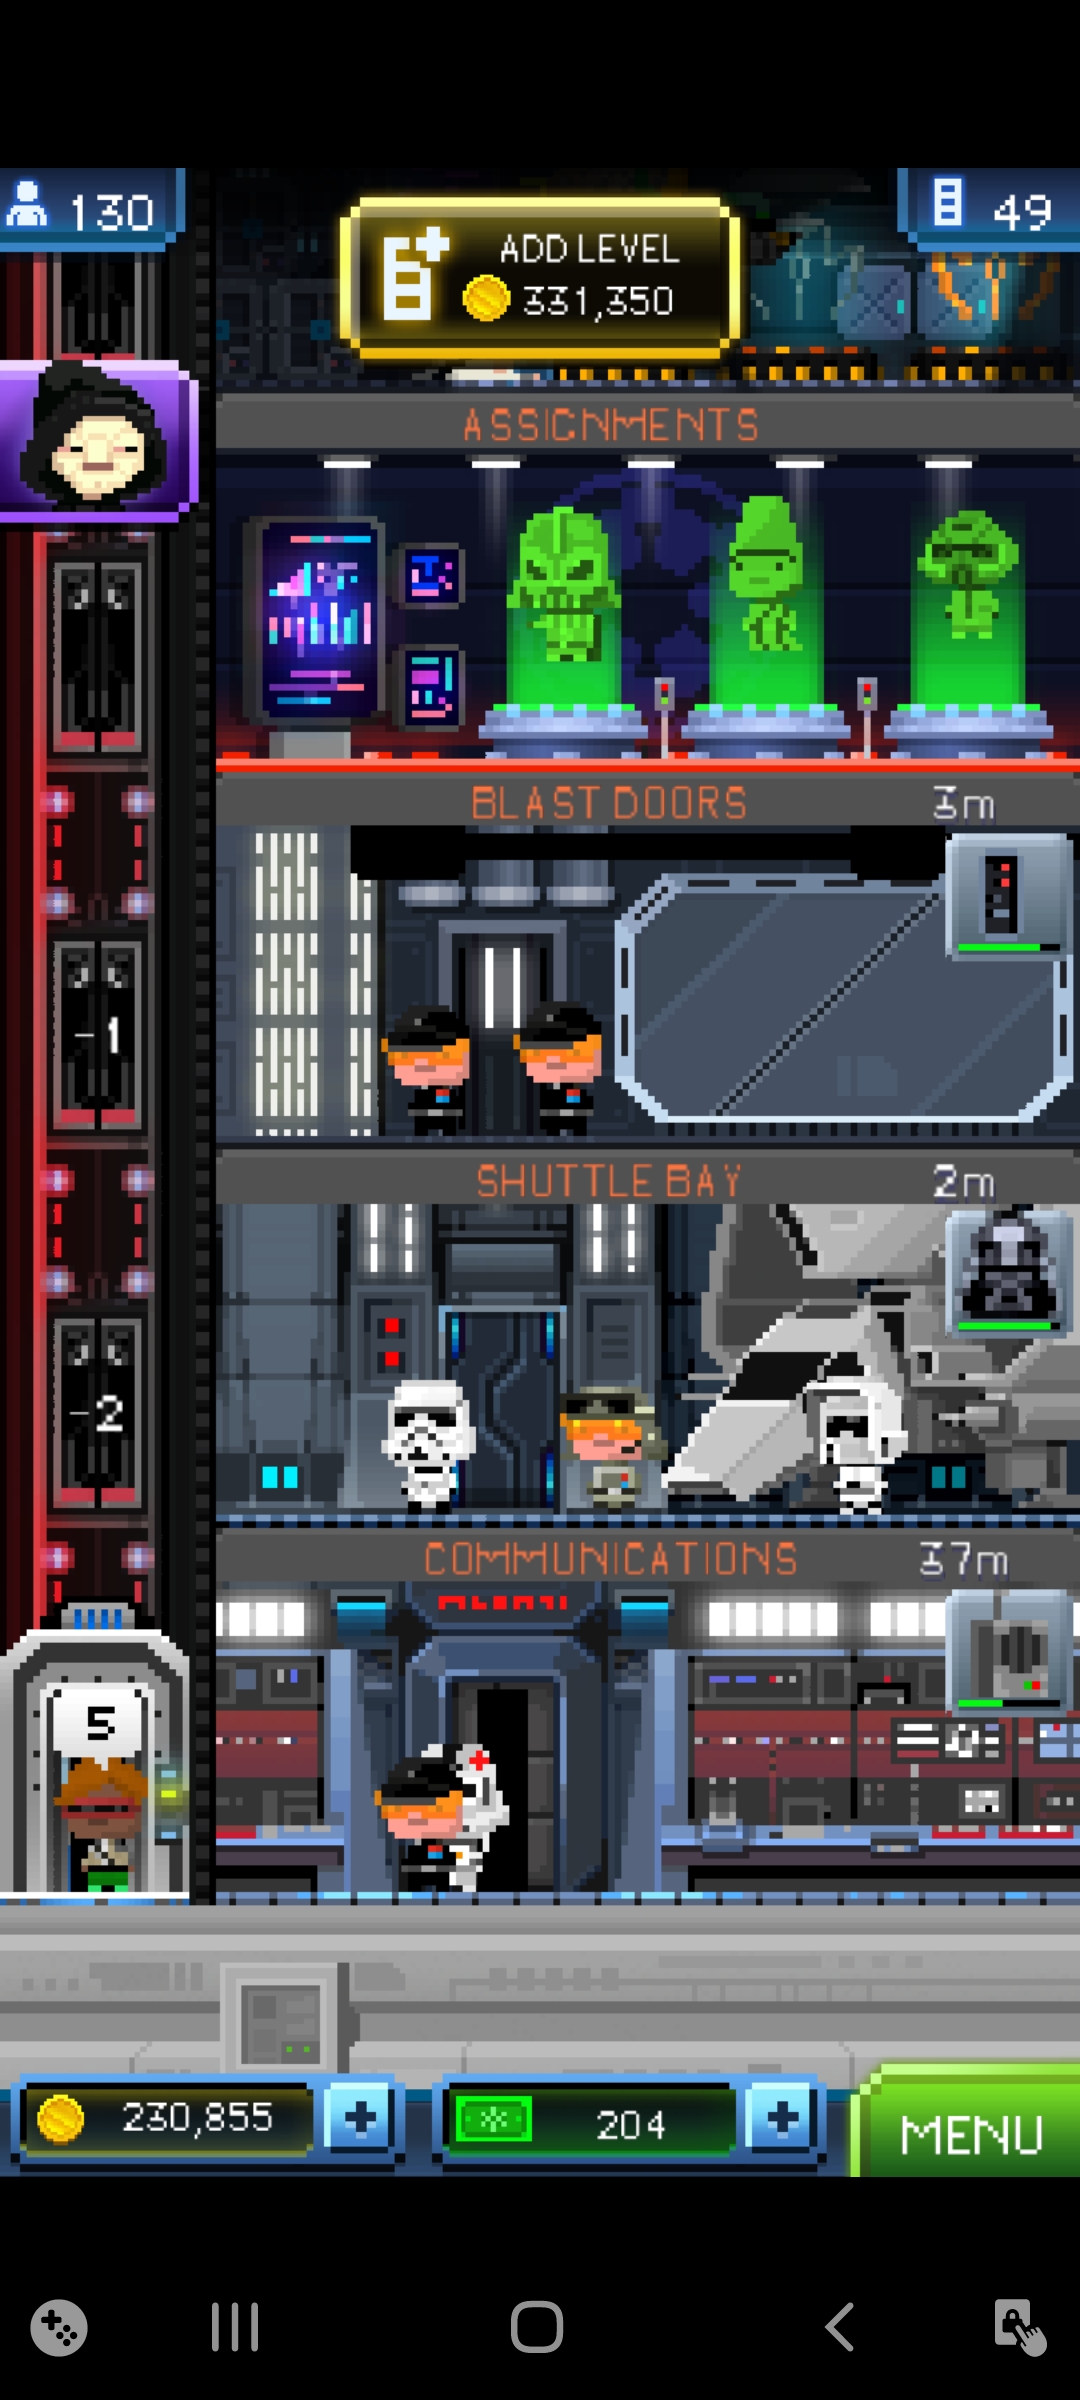 130
ADD LEVEL
331,350
49
ASSIGNMENTS
BLAST DOORS
3m
-1
SHUTTLE BAY
2m
-2
COMMUNICATIONS
37m
5
230,855
204
MENU